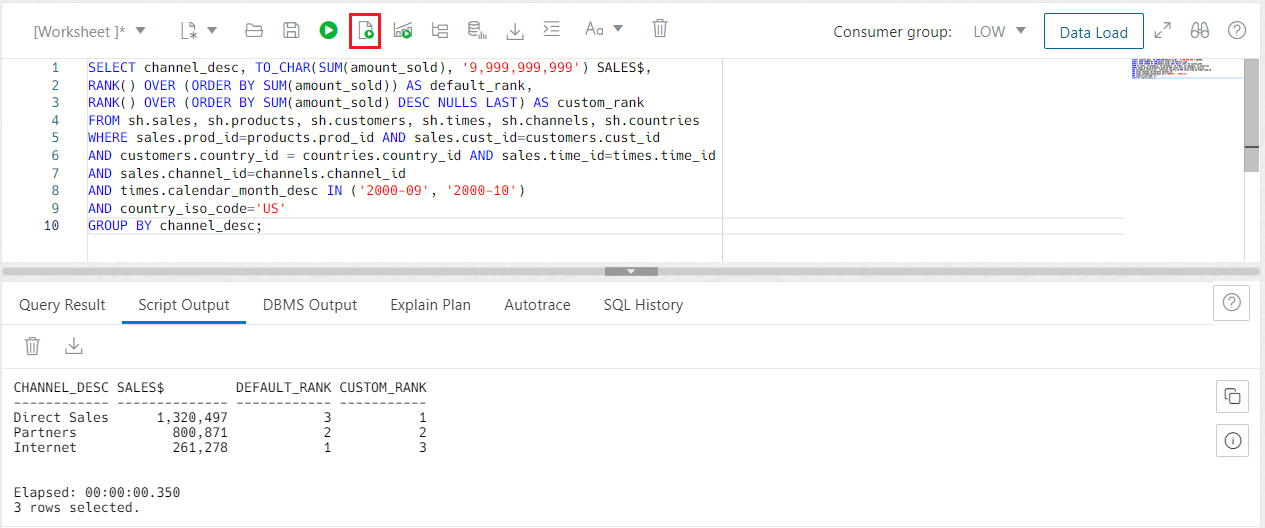 [Worksheet ]* Aa Consumer group: LOW Data Load
1 SELECT channel_desc, TO_CHAR(SUM(amount_sold), '9,999,999,999') SALES$,
2 RANK() OVER (ORDER BY SUM(amount_sold)) AS default_rank,
3 RANK() OVER (ORDER BY SUM(amount_sold) DESC NULLS LAST) AS custom_rank
4 FROM sh.sales, sh.products, sh.customers, sh.times, sh.channels, sh.countries
5 WHERE sales.prod_id=products.prod_id AND sales.cust_id=customers.cust_id
6 AND customers.country_id = countries.country_id AND sales.time_id=times.time_id
7 AND sales.channel_id=channels.channel_id
8 AND times.calendar_month_desc IN ('2000-09', '2000-10')
9 AND country_iso_code='US'
10 GROUP BY channel_desc;
Query Result Script Output DBMS Output Explain Plan Autotrace SQL History
CHANNEL_DESC SALES$         DEFAULT_RANK CUSTOM_RANK
------------ -------------- ------------ -----------
Direct Sales      1,320,497            3           1
Partners            800,871            2           2
Internet            261,278            1           3
Elapsed: 00:00:00.350
3 rows selected.